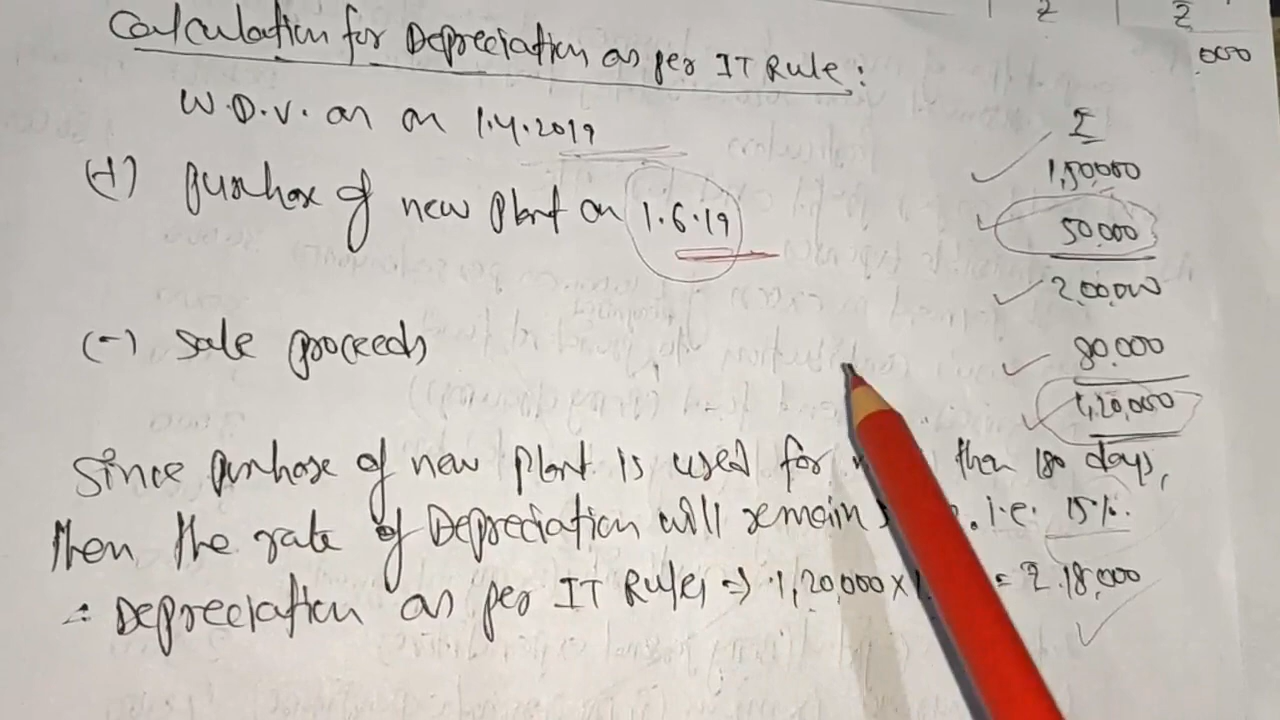 Z Z
000
Calculation for Depreciation as per IT Rule:
W.D.V. as on 1.4.2019 1,50,000
(+) purchase of new plant on 1.6.19 50,000
2,00,000
(-) sale proceeds 80,000
1,20,000
Since purchase of new plant is used for then 180 days,
then the rate of Depreciation will remain i.e. 15%.
∴ Depreciation as per IT Rules ⇒ 1,20,000 × = ₹.18,000